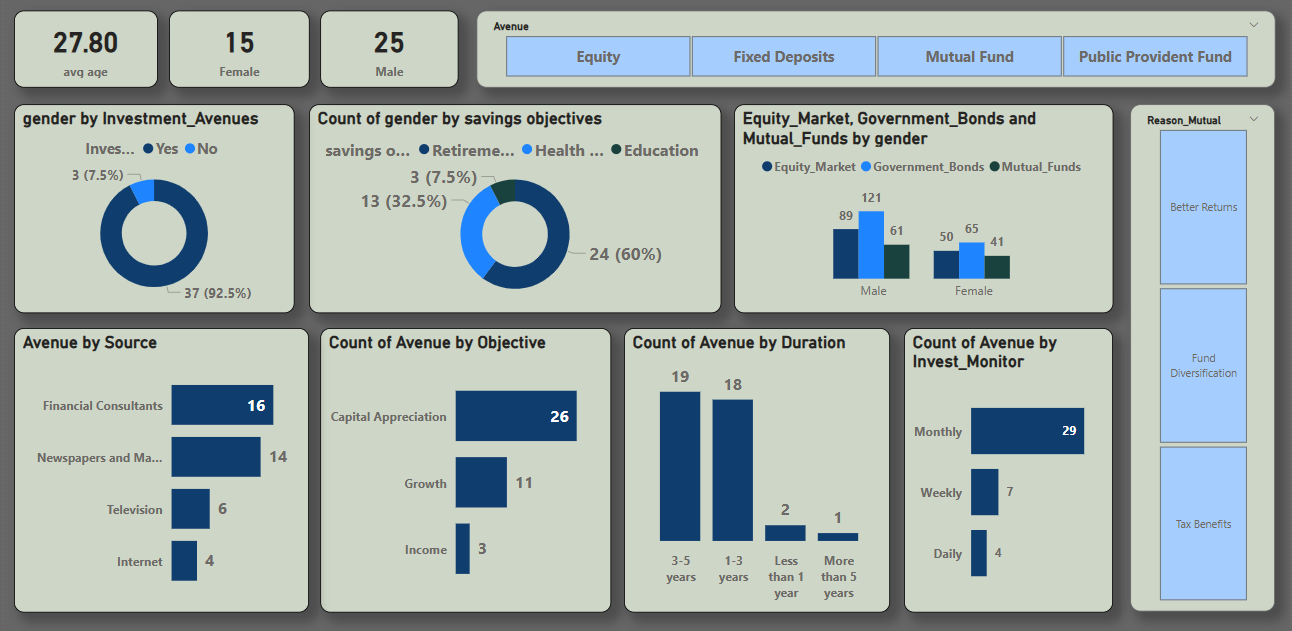 27.80
avg age
15
Female
25
Male
Avenue
Equity
Fixed Deposits
Mutual Fund
Public Provident Fund
gender by Investment_Avenues
Inves... Yes No
3 (7.5%)
37 (92.5%)
Count of gender by savings objectives
savings o... Retireme... Health ... Education
3 (7.5%)
13 (32.5%)
24 (60%)
Equity_Market, Government_Bonds and
Mutual_Funds by gender
Equity_Market Government_Bonds Mutual_Funds
89
121
61
50
65
41
Male
Female
Reason_Mutual
Better Returns
Fund
Diversification
Tax Benefits
Avenue by Source
Financial Consultants 16
Newspapers and Ma... 14
Television 6
Internet 4
Count of Avenue by Objective
Capital Appreciation 26
Growth 11
Income 3
Count of Avenue by Duration
19
18
2
1
3-5
years
1-3
years
Less
than 1
year
More
than 5
years
Count of Avenue by
Invest_Monitor
Monthly 29
Weekly 7
Daily 4